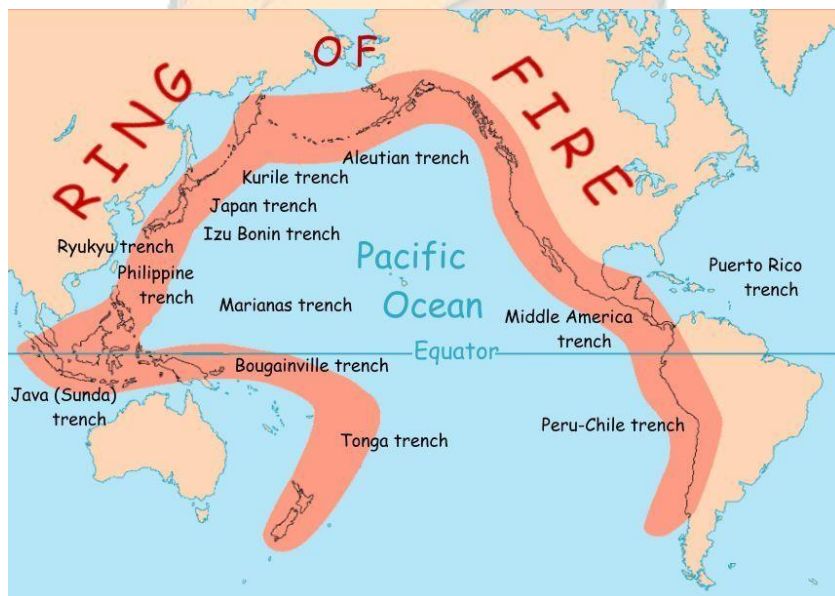 RING OF FIRE
Aleutian trench
Kurile trench
Japan trench
Izu Bonin trench
Ryukyu trench
Philippine
trench
Marianas trench
Pacific
Ocean
Equator
Puerto Rico
trench
Middle America
trench
Bougainville trench
Java (Sunda)
trench
Tonga trench
Peru-Chile trench